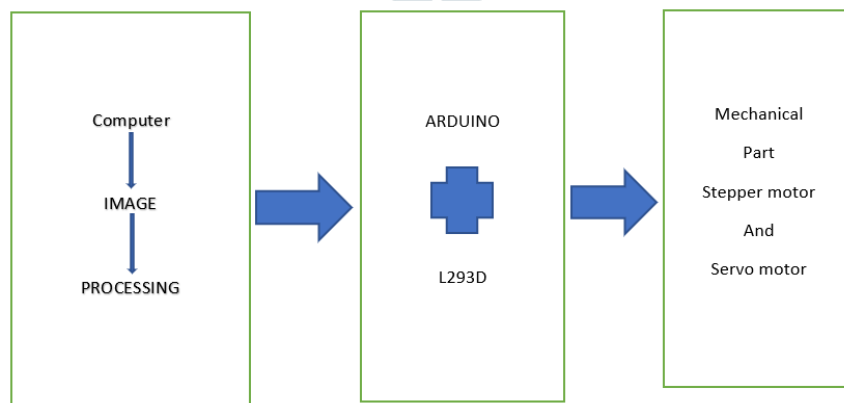 Computer
IMAGE
PROCESSING
ARDUINO
L293D
Mechanical
Part
Stepper motor
And
Servo motor